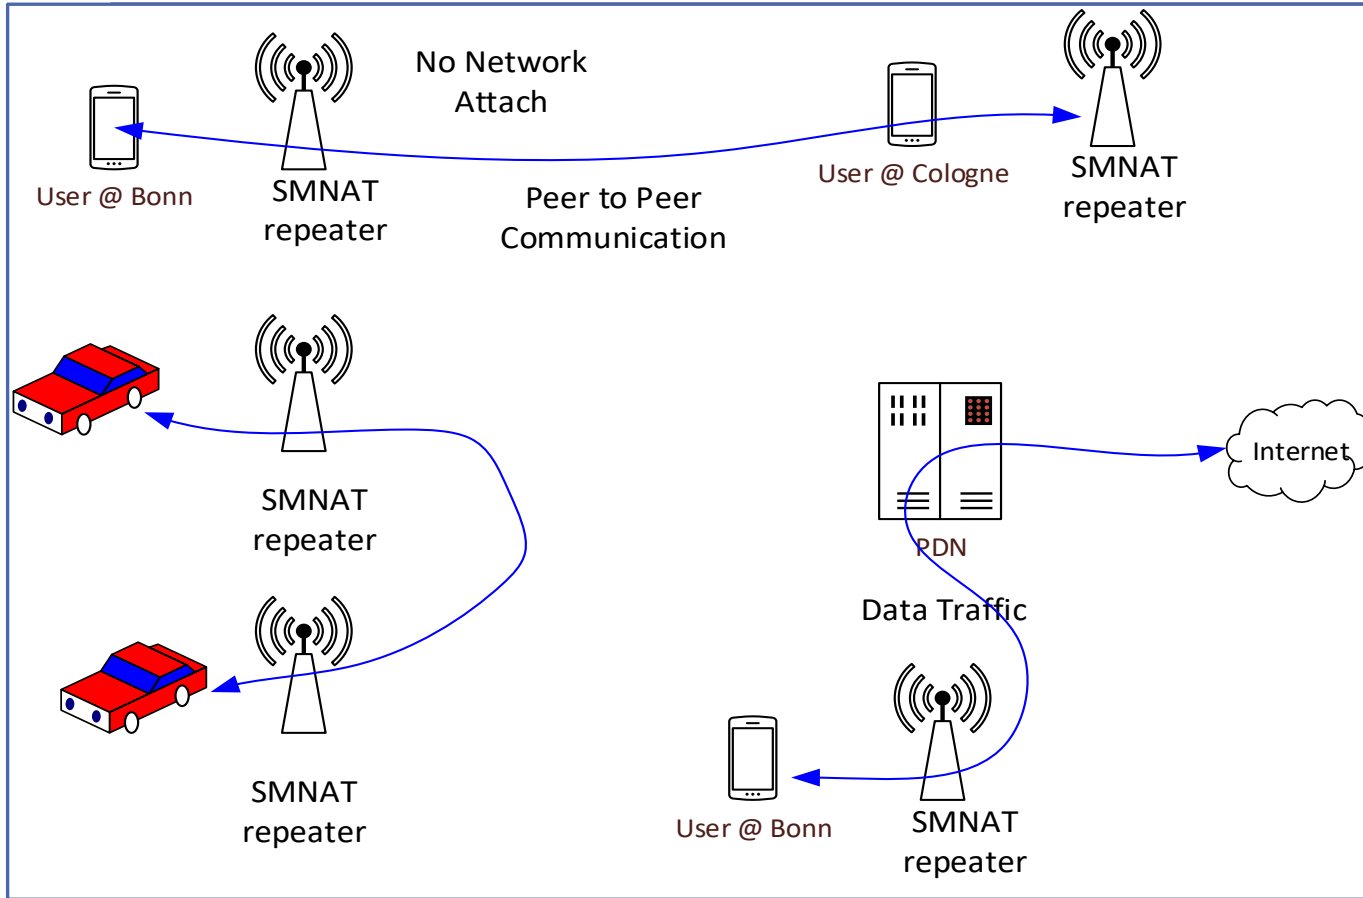 No Network
Attach
User @ Bonn
SMNAT
repeater
Peer to Peer
Communication
User @ Cologne
SMNAT
repeater
SMNAT
repeater
Internet
PDN
Data Traffic
SMNAT
repeater
User @ Bonn
SMNAT
repeater